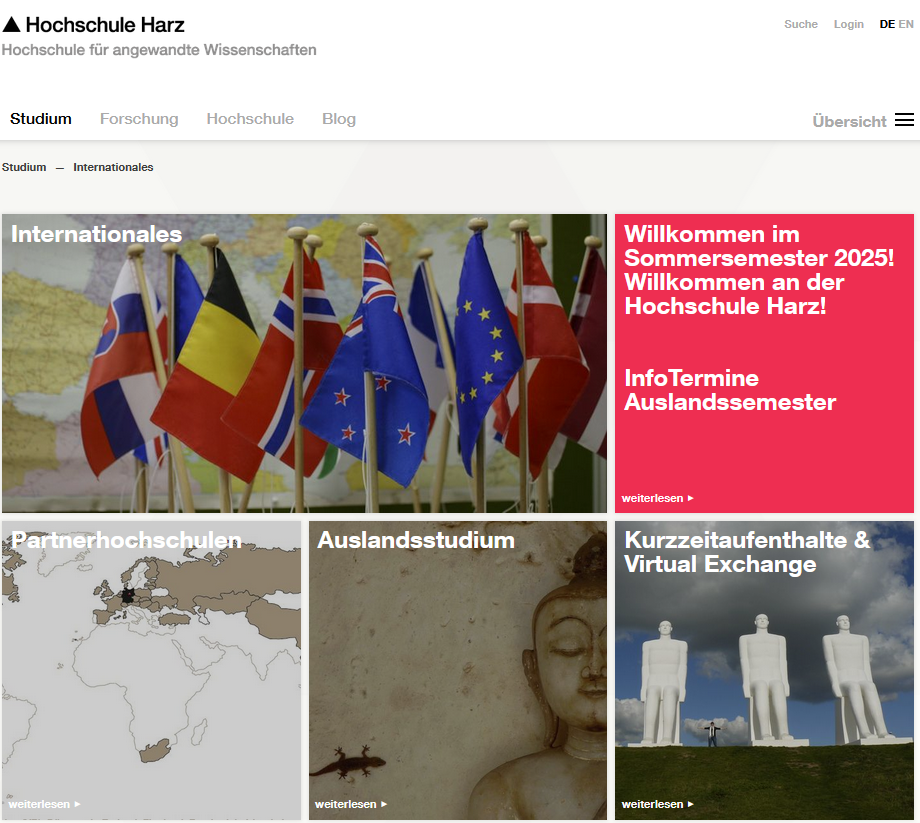 Hochschule Harz
Hochschule für angewandte Wissenschaften
Suche Login DE EN
Studium Forschung Hochschule Blog
Übersicht
Studium — Internationales
Internationales
Willkommen im
Sommersemester 2025!
Willkommen an der
Hochschule Harz!
InfoTermine
Auslandssemester
weiterlesen ▸
Partnerhochschulen
weiterlesen ▸
Auslandsstudium
weiterlesen ▸
Kurzzeitaufenthalte &
Virtual Exchange
weiterlesen ▸